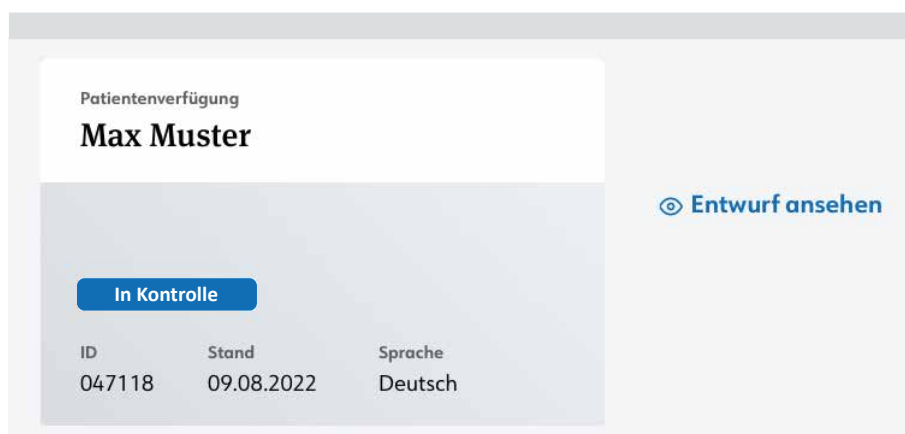 Patientenverfügung
Max Muster
Entwurf ansehen
In Kontrolle
ID Stand Sprache
047118 09.08.2022 Deutsch